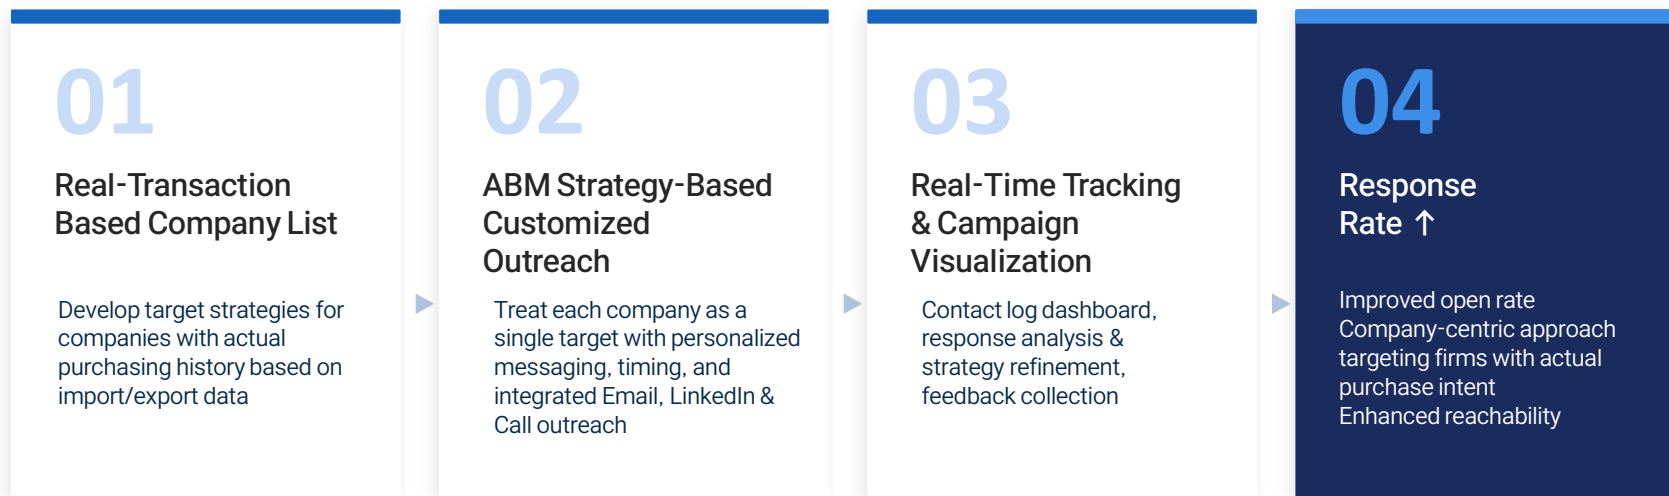 01
Real-Transaction
Based Company List
Develop target strategies for
companies with actual
purchasing history based on
import/export data
02
ABM Strategy-Based
Customized
Outreach
Treat each company as a
single target with personalized
messaging, timing, and
integrated Email, LinkedIn &
Call outreach
03
Real-Time Tracking
& Campaign
Visualization
Contact log dashboard,
response analysis &
strategy refinement,
feedback collection
04
Response
Rate ↑
Improved open rate
Company-centric approach
targeting firms with actual
purchase intent
Enhanced reachability